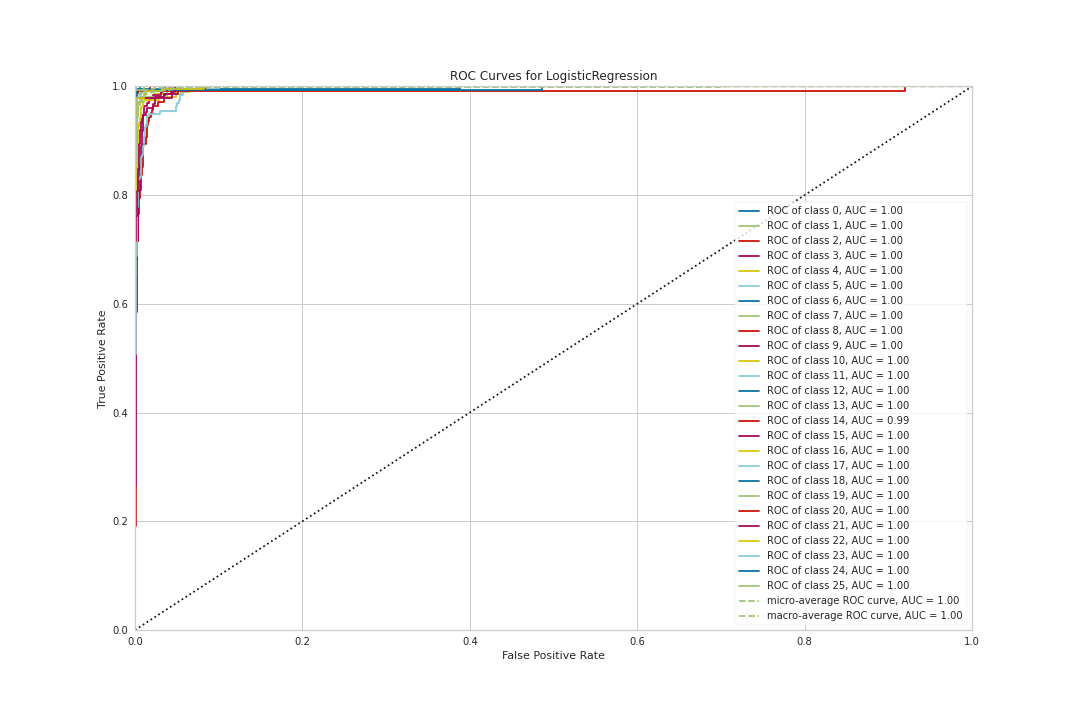 ROC Curves for LogisticRegression
1.0
0.8
0.6
0.4
0.2
0.0
True Positive Rate
ROC of class 0, AUC = 1.00
ROC of class 1, AUC = 1.00
ROC of class 2, AUC = 1.00
ROC of class 3, AUC = 1.00
ROC of class 4, AUC = 1.00
ROC of class 5, AUC = 1.00
ROC of class 6, AUC = 1.00
ROC of class 7, AUC = 1.00
ROC of class 8, AUC = 1.00
ROC of class 9, AUC = 1.00
ROC of class 10, AUC = 1.00
ROC of class 11, AUC = 1.00
ROC of class 12, AUC = 1.00
ROC of class 13, AUC = 1.00
ROC of class 14, AUC = 0.99
ROC of class 15, AUC = 1.00
ROC of class 16, AUC = 1.00
ROC of class 17, AUC = 1.00
ROC of class 18, AUC = 1.00
ROC of class 19, AUC = 1.00
ROC of class 20, AUC = 1.00
ROC of class 21, AUC = 1.00
ROC of class 22, AUC = 1.00
ROC of class 23, AUC = 1.00
ROC of class 24, AUC = 1.00
ROC of class 25, AUC = 1.00
micro-average ROC curve, AUC = 1.00
macro-average ROC curve, AUC = 1.00
0.0 0.2 0.4 0.6 0.8 1.0
False Positive Rate